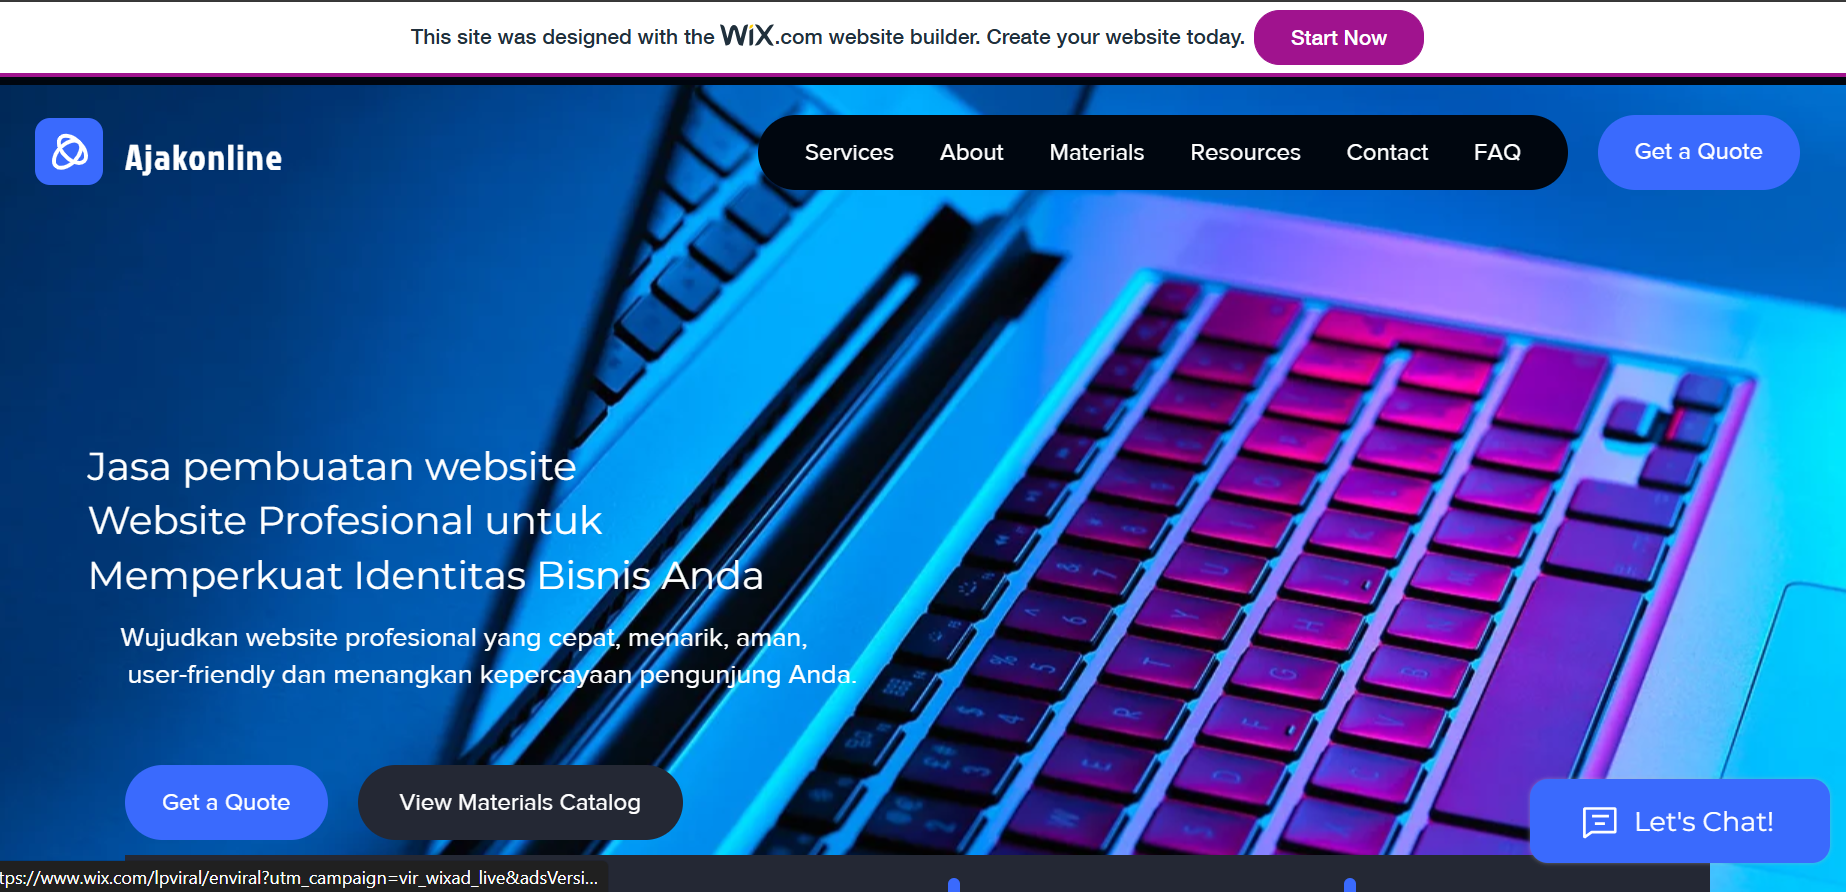 This site was designed with the WiX.com website builder. Create your website today.
Start Now
Ajakonline
Services
About
Materials
Resources
Contact
FAQ
Get a Quote
Jasa pembuatan website
Website Profesional untuk
Memperkuat Identitas Bisnis Anda
Wujudkan website profesional yang cepat, menarik, aman,
user-friendly dan menangkan kepercayaan pengunjung Anda.
Get a Quote
View Materials Catalog
Let's Chat!
tps://www.wix.com/lpviral/enviral?utm_campaign=vir_wixad_live&adsVersi...